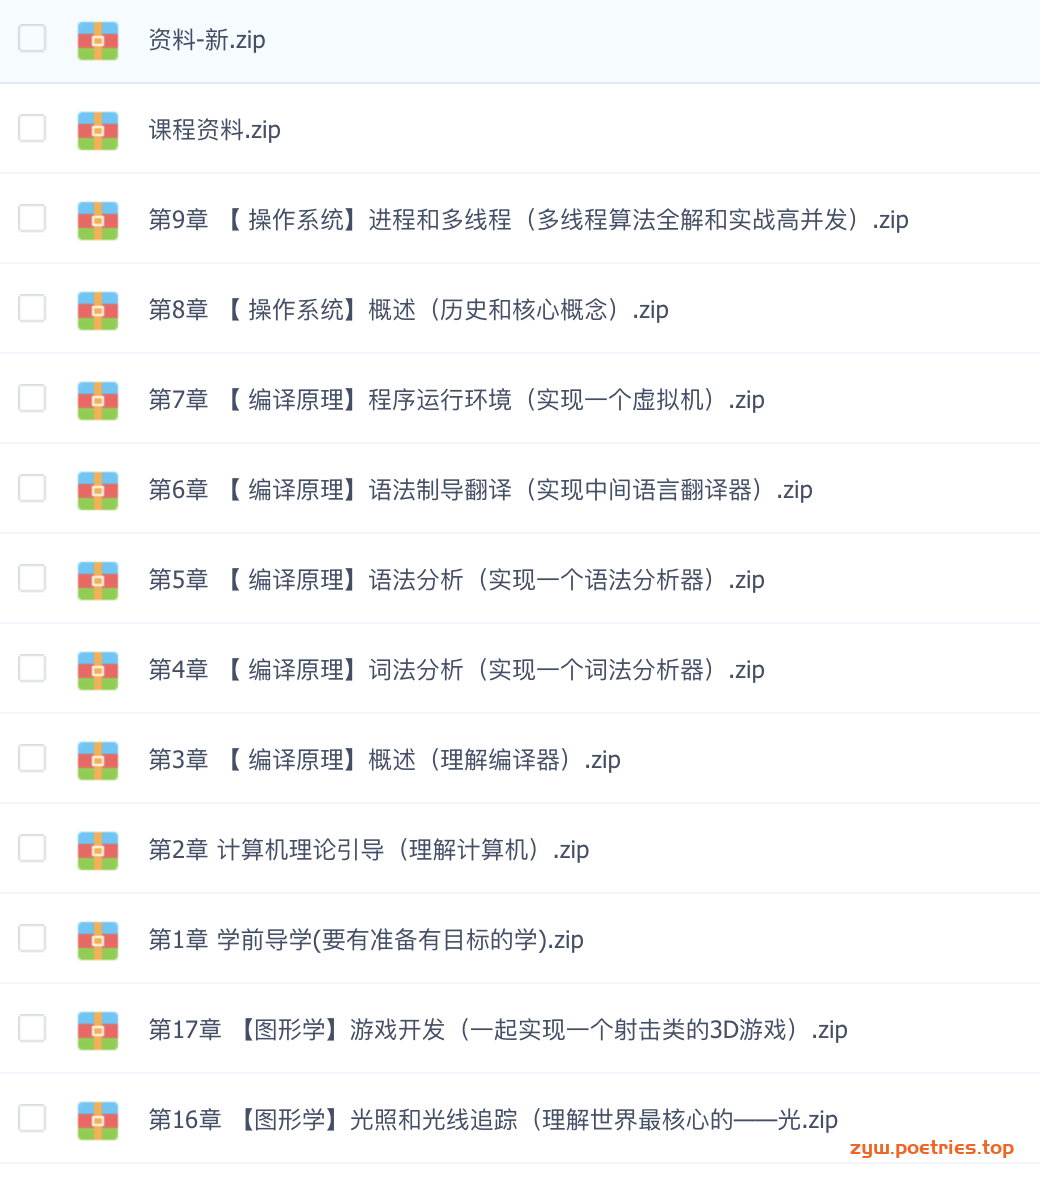 资料-新.zip
课程资料.zip
第9章 【 操作系统】进程和多线程（多线程算法全解和实战高并发）.zip
第8章 【 操作系统】概述（历史和核心概念）.zip
第7章 【 编译原理】程序运行环境（实现一个虚拟机）.zip
第6章 【 编译原理】语法制导翻译（实现中间语言翻译器）.zip
第5章 【 编译原理】语法分析（实现一个语法分析器）.zip
第4章 【 编译原理】词法分析（实现一个词法分析器）.zip
第3章 【 编译原理】概述（理解编译器）.zip
第2章 计算机理论引导（理解计算机）.zip
第1章 学前导学(要有准备有目标的学).zip
第17章 【图形学】游戏开发（一起实现一个射击类的3D游戏）.zip
第16章 【图形学】光照和光线追踪（理解世界最核心的——光.zip
zyw.poetries.top